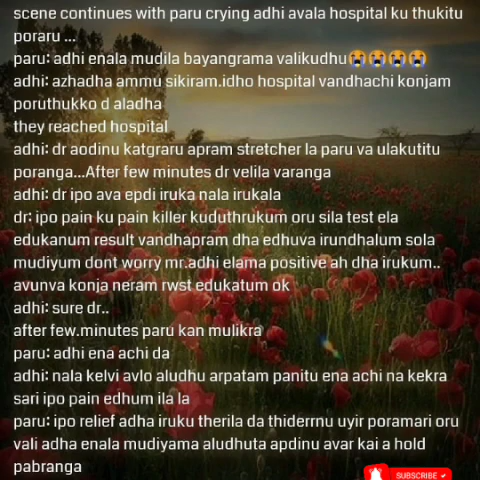 scene continues with paru crying adhi avala hospital ku thukitu
poraru ...
paru: adhi enala mudila bayangrama valikudhu😭😭😭😭
adhi: azhadha ammu sikiram.idho hospital vandhachi konjam
poruthukko d aladha
they reached hospital
adhi: dr aodinu katgraru apram stretcher la paru va ulakutitu
poranga...After few minutes dr velila varanga
adhi: dr ipo ava epdi iruka nala irukala
dr: ipo pain ku pain killer kuduthrukum oru sila test ela
edukanum result vandhapram dha edhuva irundhalum sola
mudiyum dont worry mr.adhi elama positive ah dha irukum..
avunva konja neram rwst edukatum ok
adhi: sure dr..
after few.minutes paru kan mulikra
paru: adhi ena achi da
adhi: nala kelvi avlo aludhu arpatam panitu ena achi na kekra
sari ipo pain edhum ila la
paru: ipo relief adha iruku therila da thiderrnu uyir poramari oru
vali adha enala mudiyama aludhuta apdinu avar kai a hold
pabranga
SUBSCRIBE